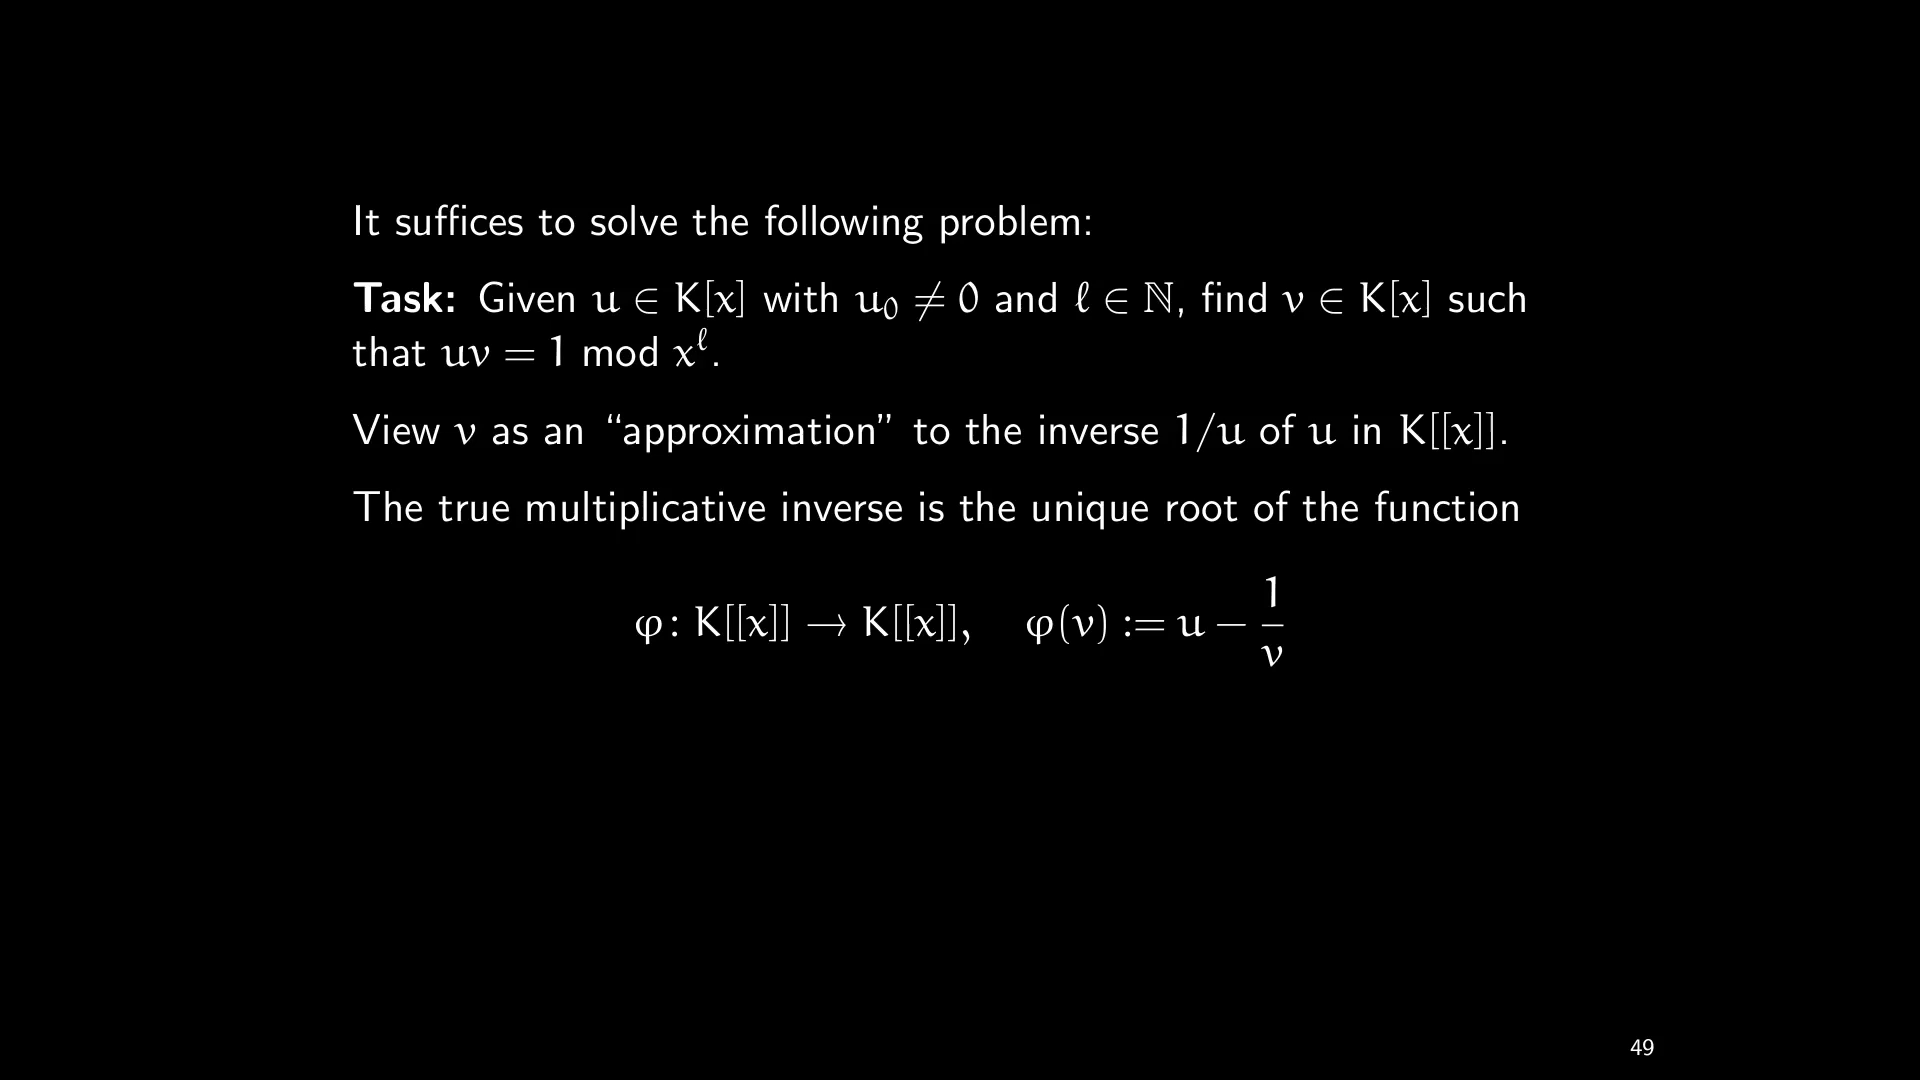 It suffices to solve the following problem:
Task: Given u ∈ K[x] with u₀ ≠ 0 and ℓ ∈ ℕ, find v ∈ K[x] such
that uv = 1 mod x^ℓ.
View v as an “approximation” to the inverse 1/u of u in K[[x]].
The true multiplicative inverse is the unique root of the function
φ: K[[x]] → K[[x]], φ(v) := u − 1/v
49